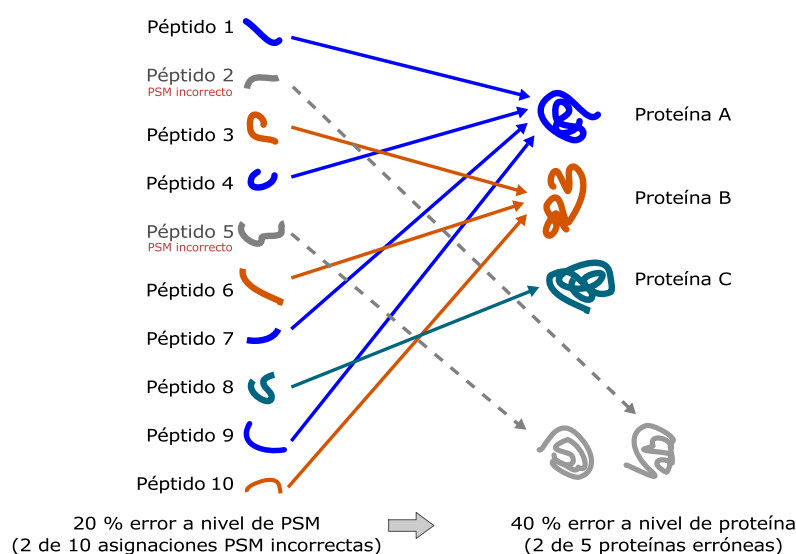 Péptido 1
Péptido 2
PSM incorrecto
Proteína A
Péptido 3
Péptido 4
Proteína B
Péptido 5
PSM incorrecto
Proteína C
Péptido 6
Péptido 7
Péptido 8
Péptido 9
Péptido 10
20 % error a nivel de PSM
(2 de 10 asignaciones PSM incorrectas)
40 % error a nivel de proteína
(2 de 5 proteínas erróneas)